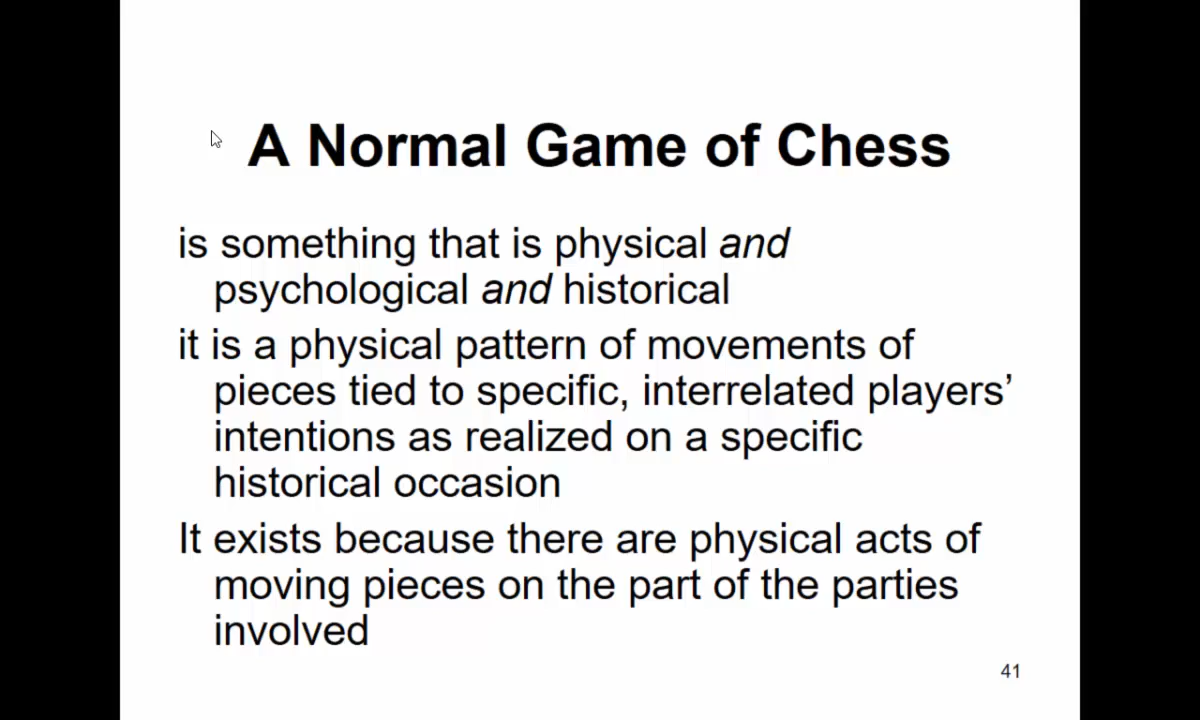 A Normal Game of Chess
is something that is physical and
psychological and historical
it is a physical pattern of movements of
pieces tied to specific, interrelated players’
intentions as realized on a specific
historical occasion
It exists because there are physical acts of
moving pieces on the part of the parties
involved
41